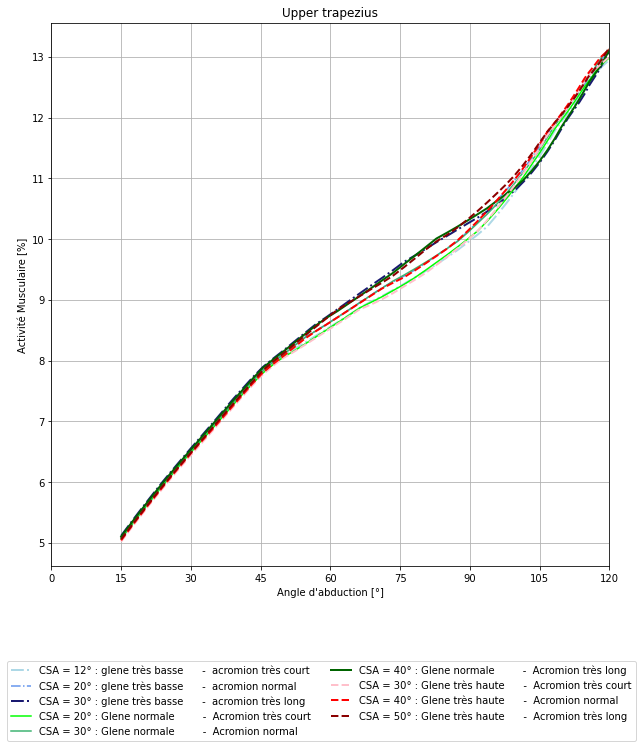 Upper trapezius
13
12
11
10
9
8
7
6
5
Activité Musculaire [%]
0 15 30 45 60 75 90 105 120
Angle d'abduction [°]
CSA = 12° : glene très basse - acromion très court
CSA = 20° : glene très basse - acromion normal
CSA = 30° : glene très basse - acromion très long
CSA = 20° : Glene normale - Acromion très court
CSA = 30° : Glene normale - Acromion normal
CSA = 40° : Glene normale - Acromion très long
CSA = 30° : Glene très haute - Acromion très court
CSA = 40° : Glene très haute - Acromion normal
CSA = 50° : Glene très haute - Acromion très long